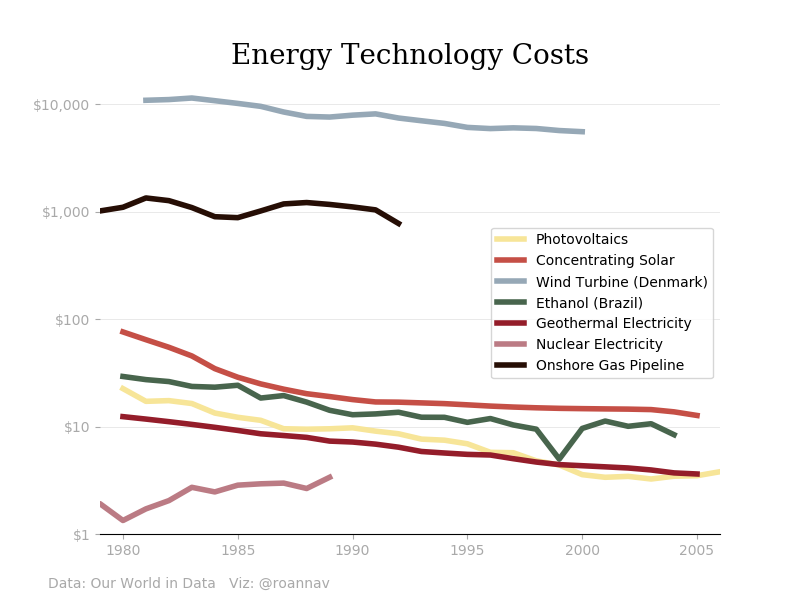 Energy Technology Costs
$10,000
$1,000
$100
$10
$1
Photovoltaics
Concentrating Solar
Wind Turbine (Denmark)
Ethanol (Brazil)
Geothermal Electricity
Nuclear Electricity
Onshore Gas Pipeline
1980 1985 1990 1995 2000 2005
Data: Our World in Data Viz: @roannav